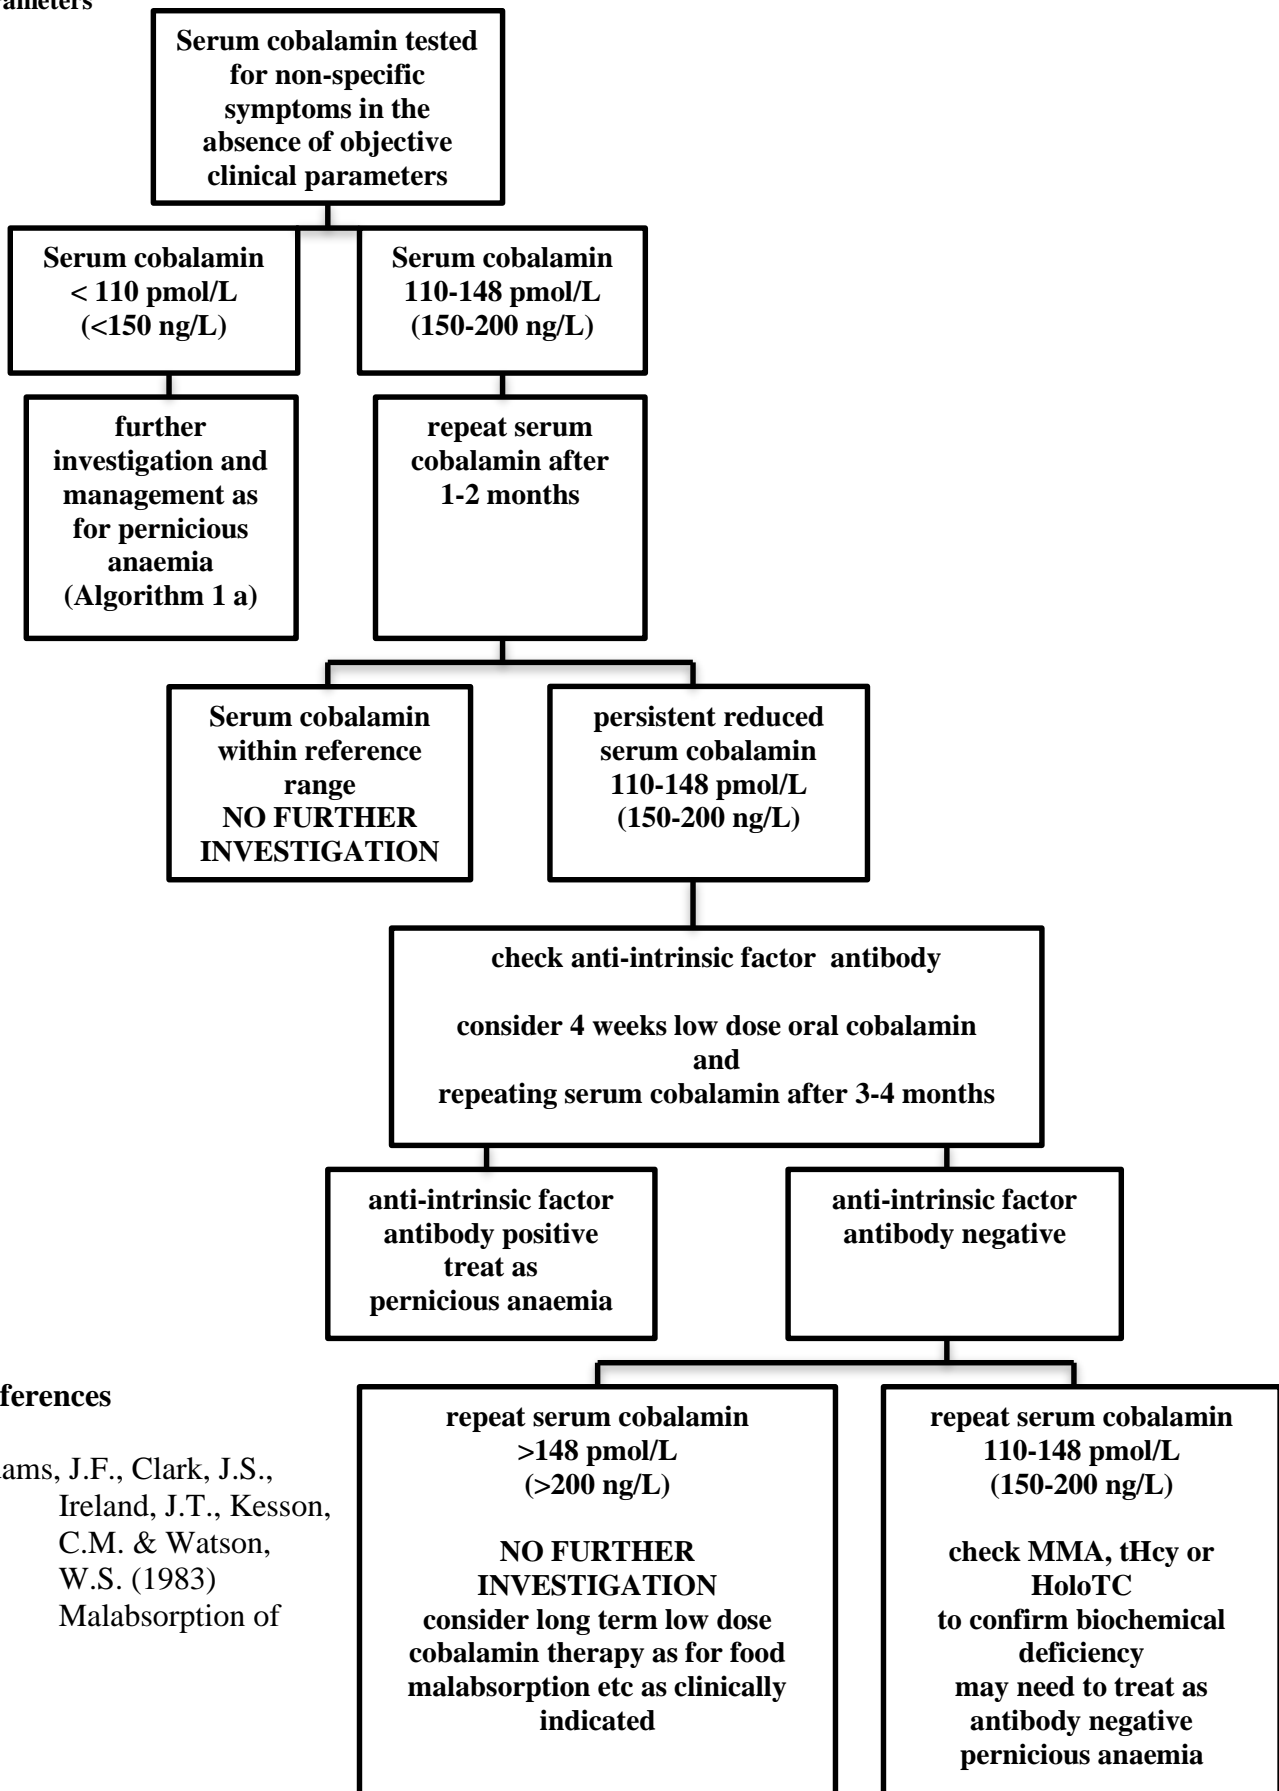 Serum cobalamin tested
for non-specific
symptoms in the
absence of objective
clinical parameters
Serum cobalamin
< 110 pmol/L
(<150 ng/L)
Serum cobalamin
110-148 pmol/L
(150-200 ng/L)
further
investigation and
management as
for pernicious
anaemia
(Algorithm 1 a)
repeat serum
cobalamin after
1-2 months
Serum cobalamin
within reference
range
NO FURTHER
INVESTIGATION
persistent reduced
serum cobalamin
110-148 pmol/L
(150-200 ng/L)
check anti-intrinsic factor antibody
consider 4 weeks low dose oral cobalamin
and
repeating serum cobalamin after 3-4 months
anti-intrinsic factor
antibody positive
treat as
pernicious anaemia
anti-intrinsic factor
antibody negative
ferences
ams, J.F., Clark, J.S.,
Ireland, J.T., Kesson,
C.M. & Watson,
W.S. (1983)
Malabsorption of
repeat serum cobalamin
>148 pmol/L
(>200 ng/L)
NO FURTHER
INVESTIGATION
consider long term low dose
cobalamin therapy as for food
malabsorption etc as clinically
indicated
repeat serum cobalamin
110-148 pmol/L
(150-200 ng/L)
check MMA, tHcy or
HoloTC
to confirm biochemical
deficiency
may need to treat as
antibody negative
pernicious anaemia